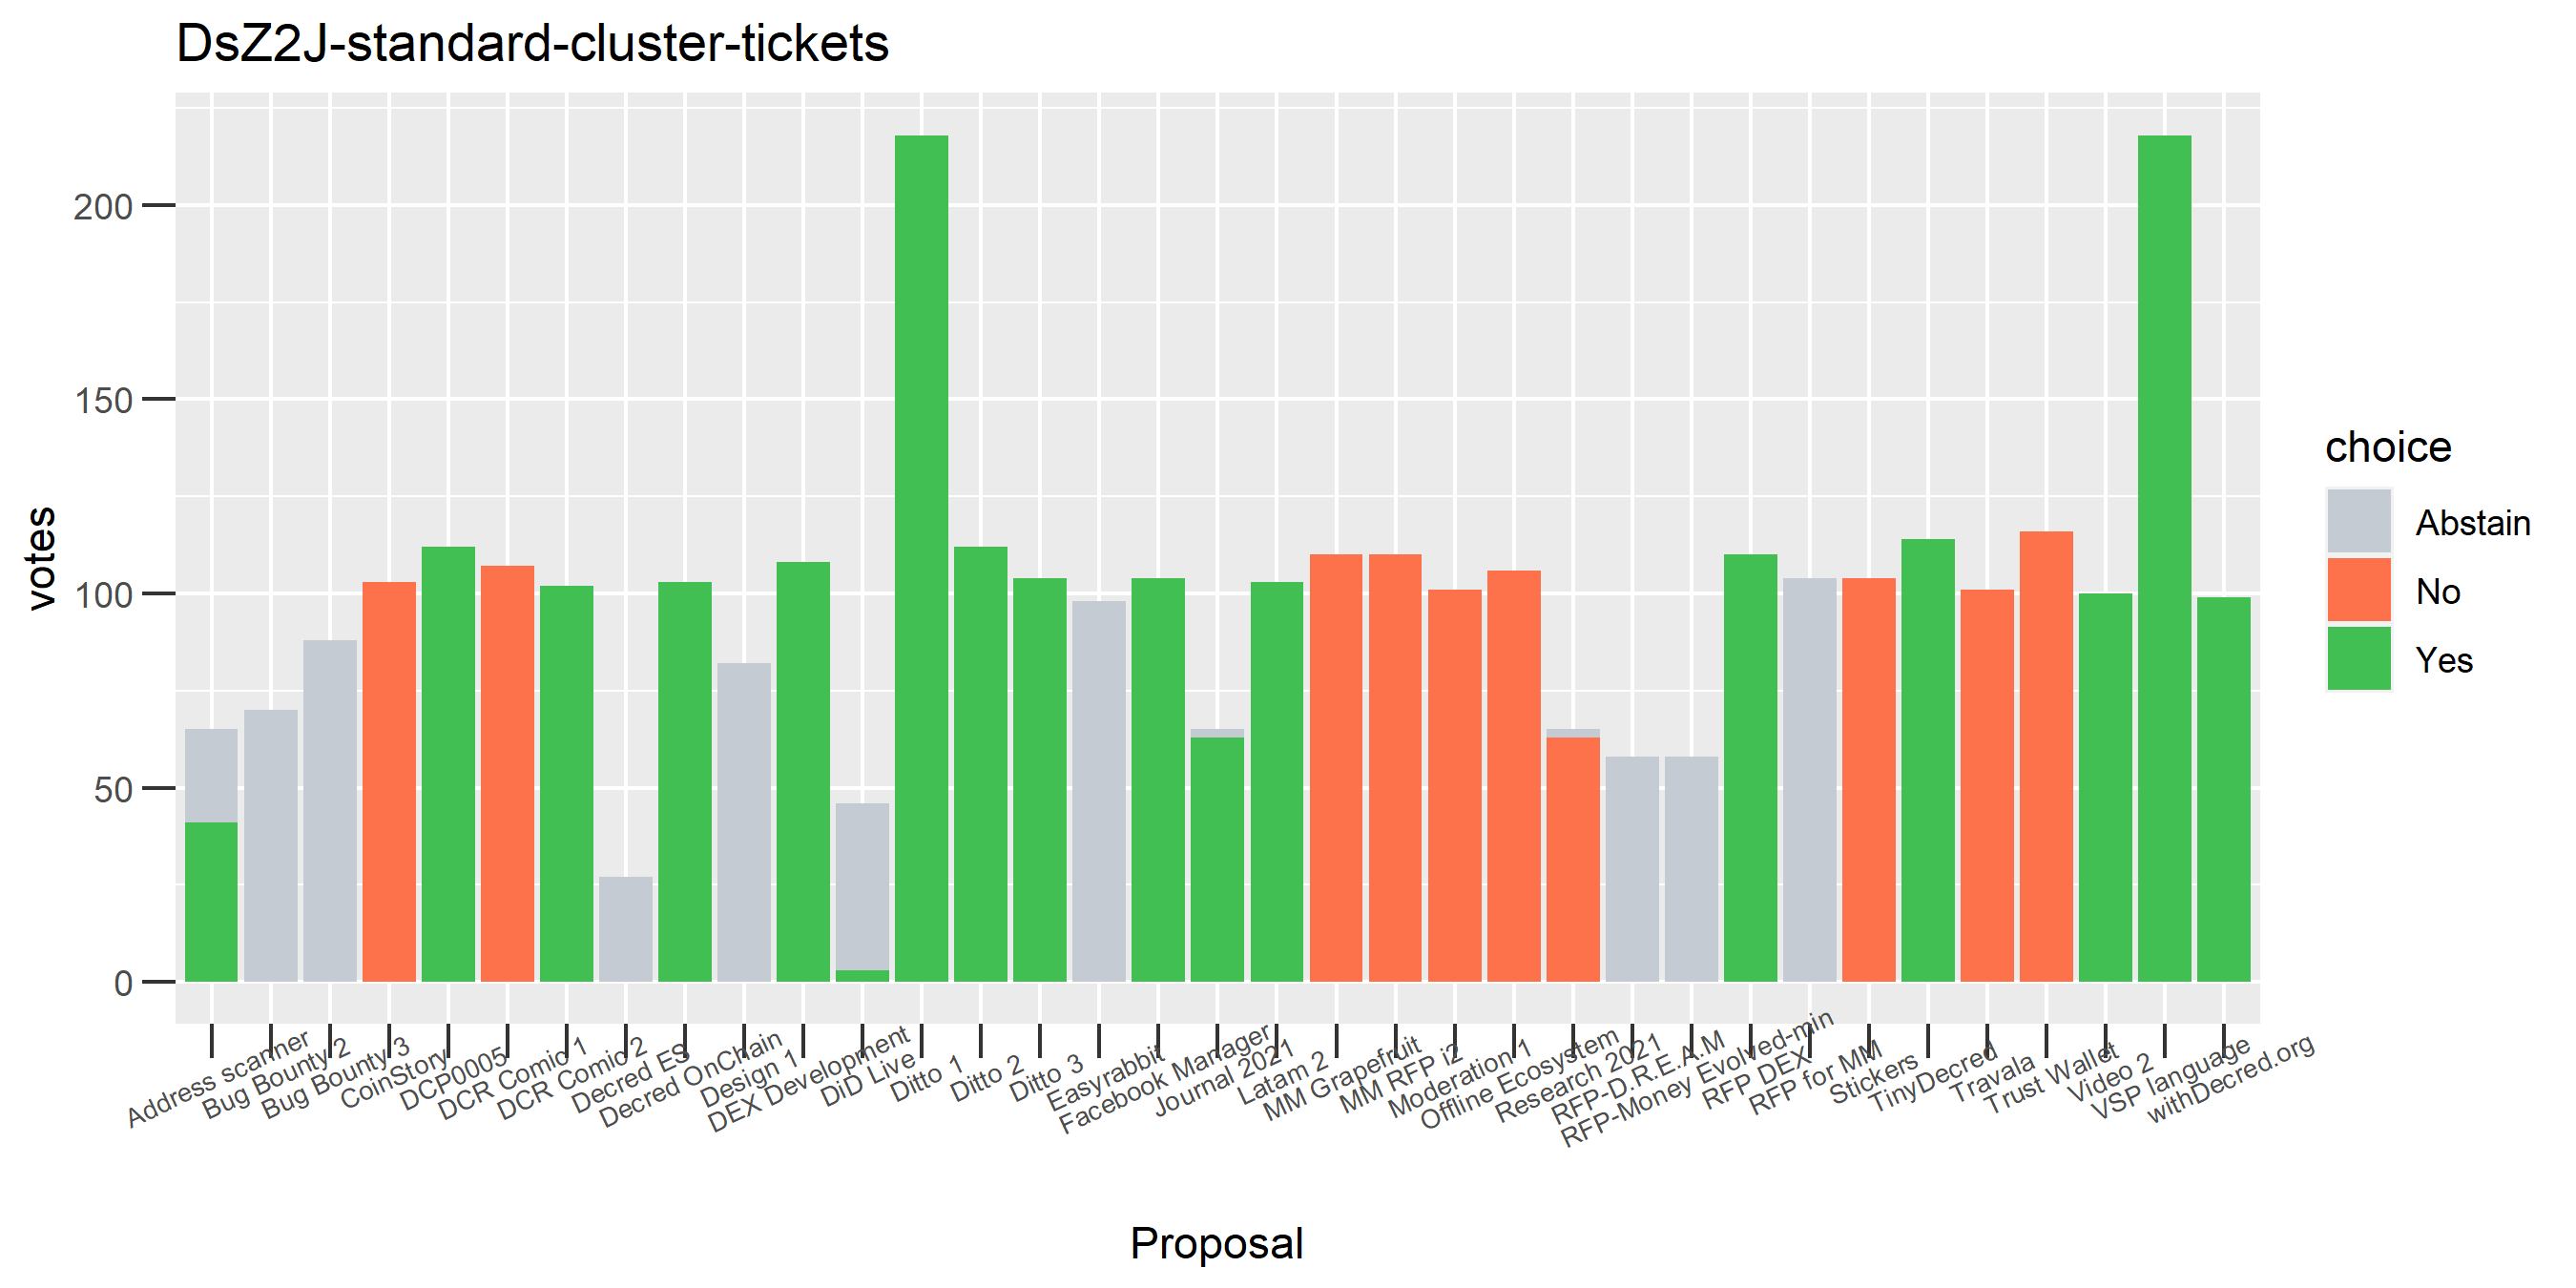 DsZ2J-standard-cluster-tickets
votes
200
150
100
50
0
Address scanner
Bug Bounty 2
Bug Bounty 3
CoinStory
DCP0005
DCR Comic 1
DCR Comic 2
Decred ES
Decred OnChain
Design 1
DEX Development
DiD Live
Ditto 1
Ditto 2
Ditto 3
Easyrabbit
Facebook Manager
Journal 2021
Latam 2
MM Grapefruit
MM RFP i2
Moderation 1
Offline Ecosystem
Research 2021
RFP-D.R.E.A.M
RFP-Money Evolved-min
RFP DEX
RFP for MM
Stickers
TinyDecred
Travala
Trust Wallet
Video 2
VSP language
withDecred.org
Proposal
choice
Abstain
No
Yes